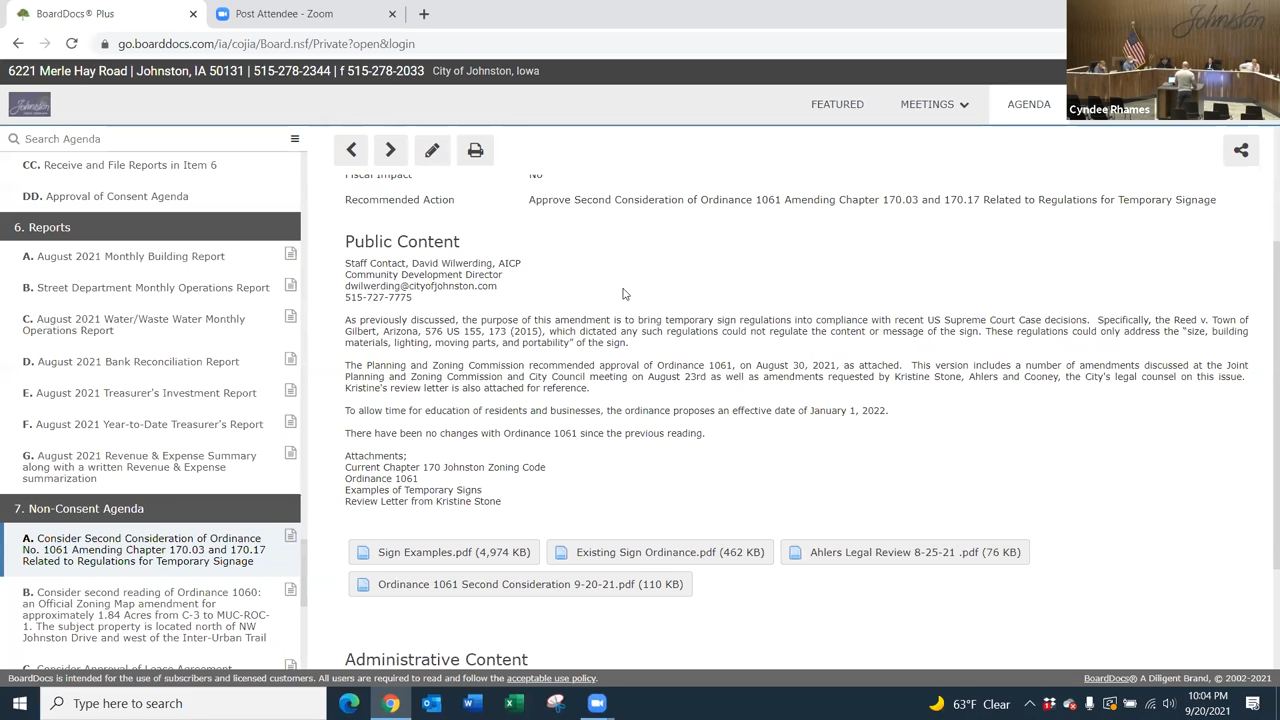 BoardDocs® Plus
Post Attendee - Zoom
go.boarddocs.com/ia/cojia/Board.nsf/Private?open&login
6221 Merle Hay Road | Johnston, IA 50131 | 515-278-2344 | f 515-278-2033 City of Johnston, Iowa
Johnston
Cyndee Rhames
Johnston
FEATURED
MEETINGS
AGENDA
Search Agenda
CC. Receive and File Reports in Item 6
DD. Approval of Consent Agenda
6. Reports
A. August 2021 Monthly Building Report
B. Street Department Monthly Operations Report
C. August 2021 Water/Waste Water Monthly
Operations Report
D. August 2021 Bank Reconciliation Report
E. August 2021 Treasurer's Investment Report
F. August 2021 Year-to-Date Treasurer's Report
G. August 2021 Revenue & Expense Summary
along with a written Revenue & Expense
summarization
7. Non-Consent Agenda
A. Consider Second Consideration of Ordinance
No. 1061 Amending Chapter 170.03 and 170.17
Related to Regulations for Temporary Signage
B. Consider second reading of Ordinance 1060:
an Official Zoning Map amendment for
approximately 1.84 Acres from C-3 to MUC-ROC-
1. The subject property is located north of NW
Johnston Drive and west of the Inter-Urban Trail
C. Consider Approval of Lease Agreement
Fiscal Impact No
Recommended Action Approve Second Consideration of Ordinance 1061 Amending Chapter 170.03 and 170.17 Related to Regulations for Temporary Signage
Public Content
Staff Contact, David Wilwerding, AICP
Community Development Director
dwilwerding@cityofjohnston.com
515-727-7775
As previously discussed, the purpose of this amendment is to bring temporary sign regulations into compliance with recent US Supreme Court Case decisions. Specifically, the Reed v. Town of
Gilbert, Arizona, 576 US 155, 173 (2015), which dictated any such regulations could not regulate the content or message of the sign. These regulations could only address the “size, building
materials, lighting, moving parts, and portability” of the sign.
The Planning and Zoning Commission recommended approval of Ordinance 1061, on August 30, 2021, as attached. This version includes a number of amendments discussed at the Joint
Planning and Zoning Commission and City Council meeting on August 23rd as well as amendments requested by Kristine Stone, Ahlers and Cooney, the City's legal counsel on this issue.
Kristine's review letter is also attached for reference.
To allow time for education of residents and businesses, the ordinance proposes an effective date of January 1, 2022.
There have been no changes with Ordinance 1061 since the previous reading.
Attachments;
Current Chapter 170 Johnston Zoning Code
Ordinance 1061
Examples of Temporary Signs
Review Letter from Kristine Stone
Sign Examples.pdf (4,974 KB)
Existing Sign Ordinance.pdf (462 KB)
Ahlers Legal Review 8-25-21 .pdf (76 KB)
Ordinance 1061 Second Consideration 9-20-21.pdf (110 KB)
Administrative Content
BoardDocs is intended for the use of subscribers and licensed customers. All users are required to read and follow the acceptable use policy.
BoardDocs® A Diligent Brand, © 2002-2021
Type here to search
63°F Clear
10:04 PM
9/20/2021